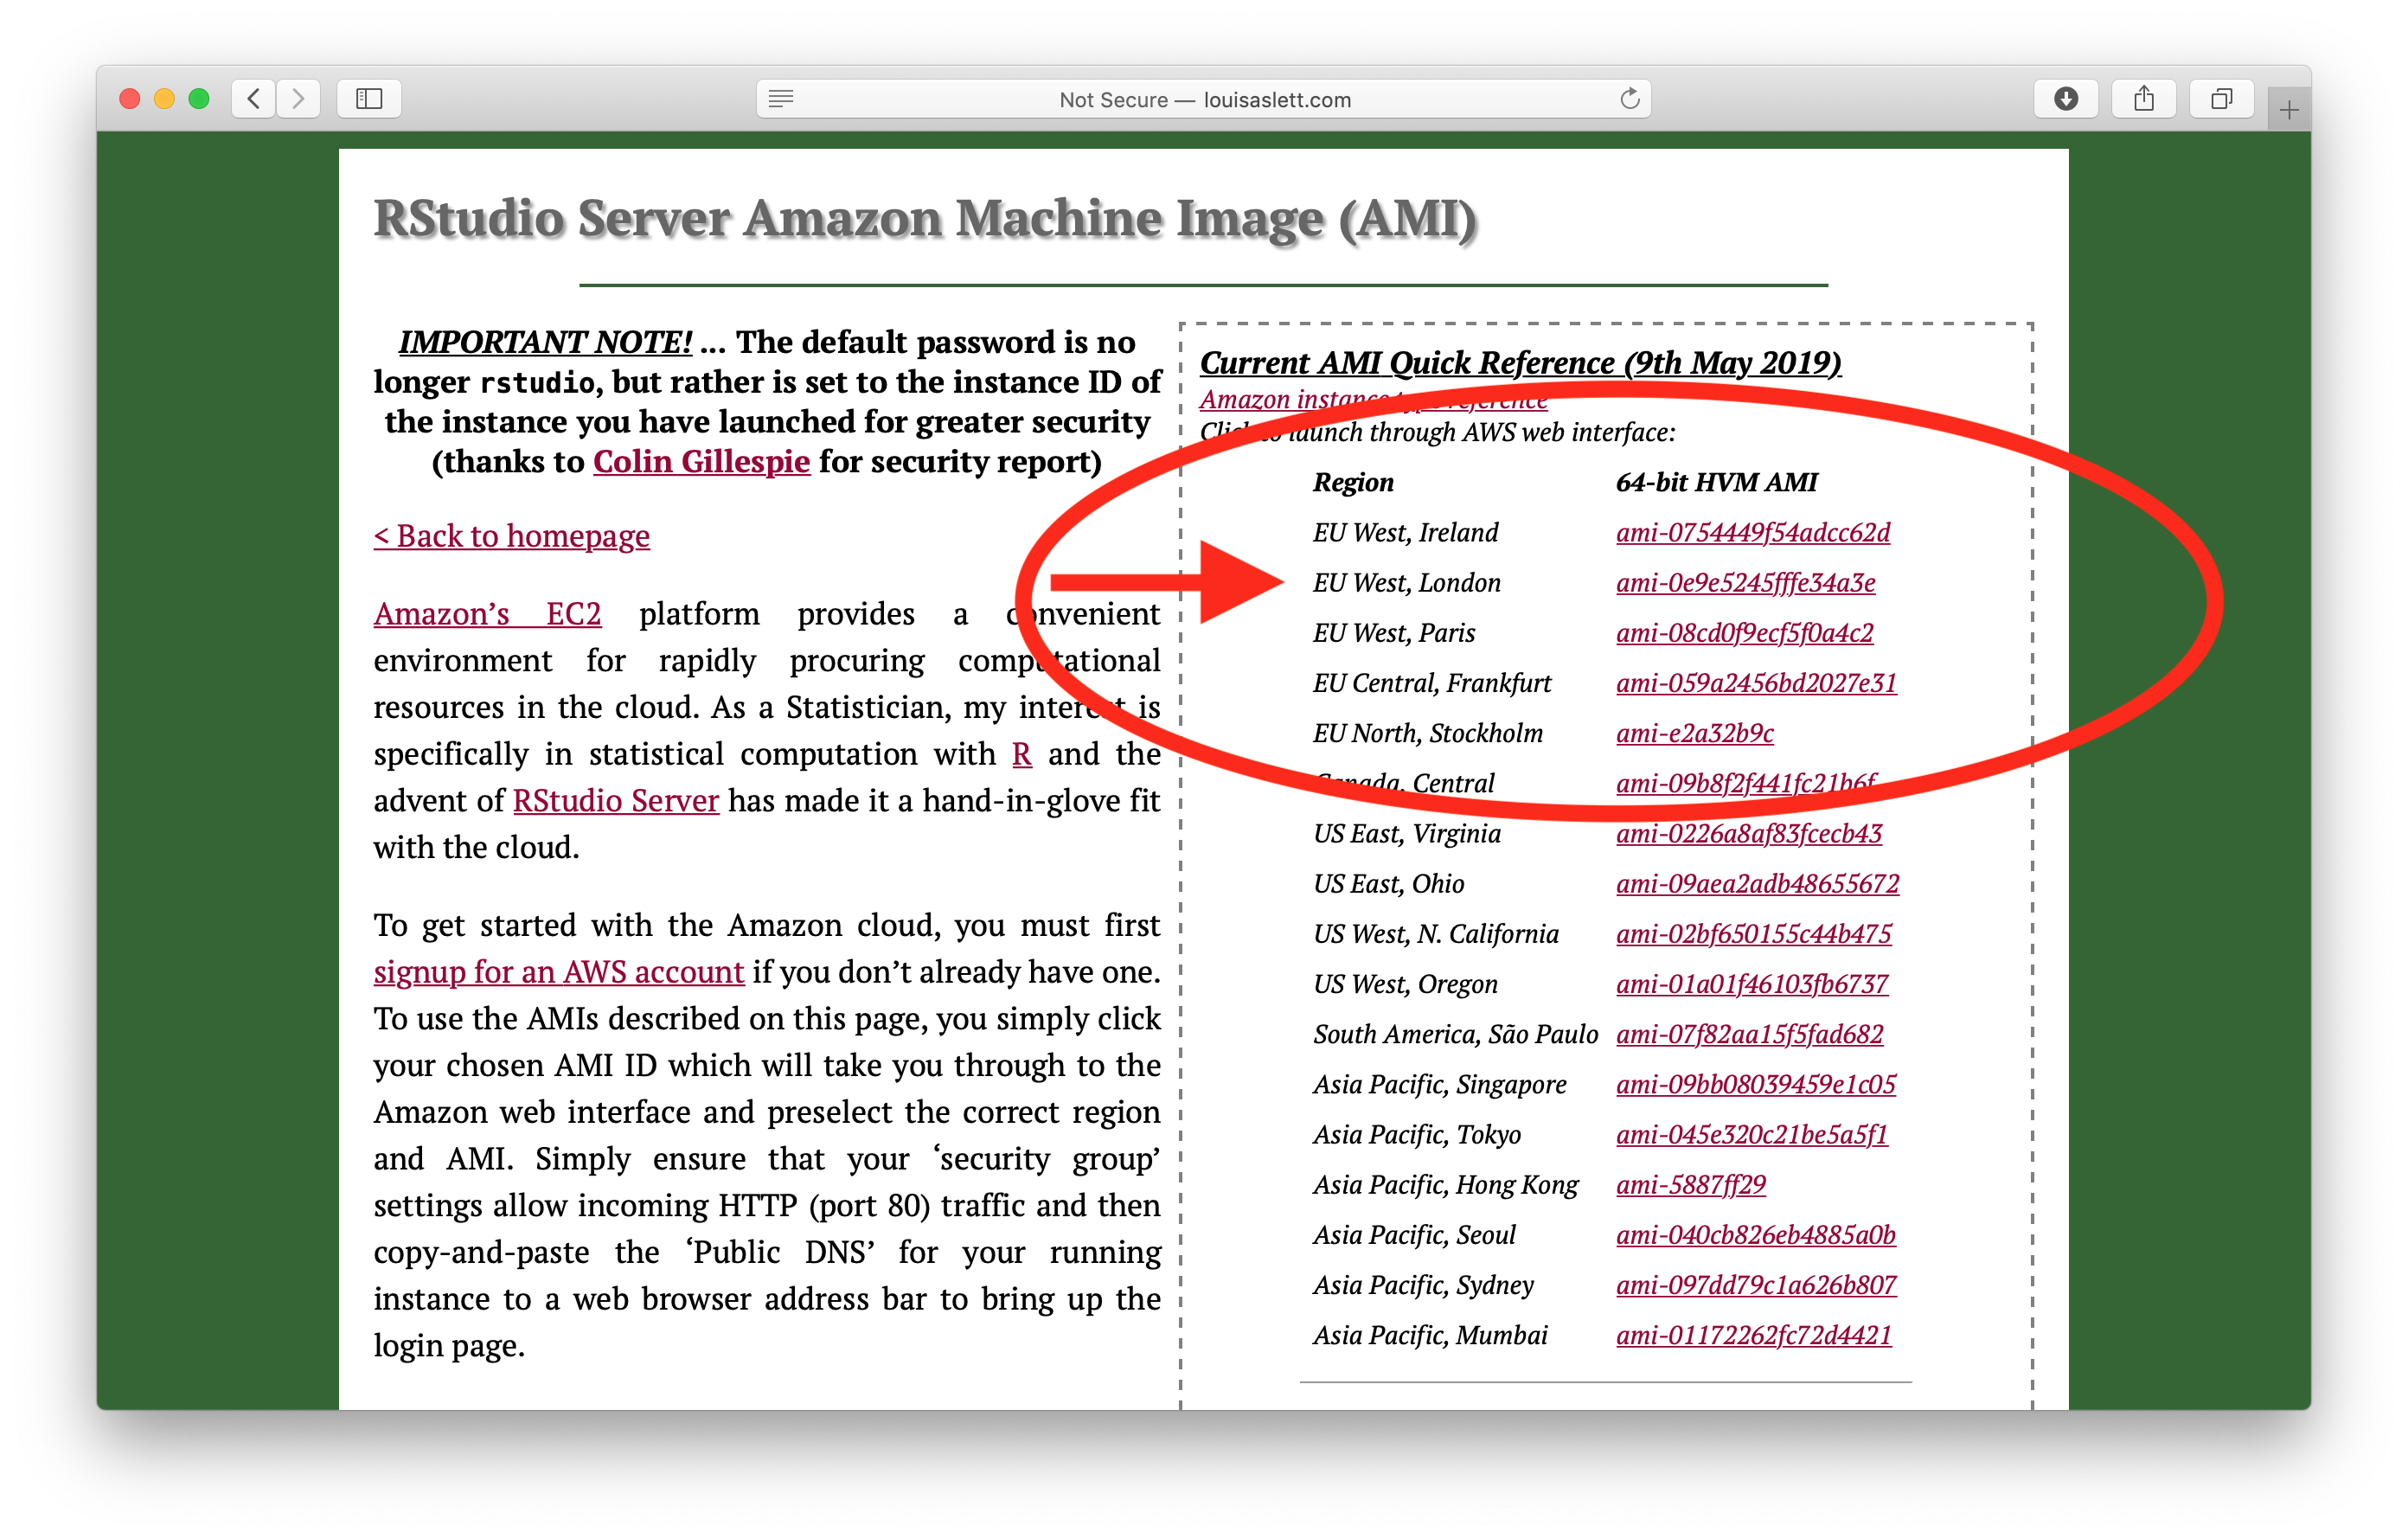 Not Secure — louisaslett.com
RStudio Server Amazon Machine Image (AMI)
IMPORTANT NOTE! ... The default password is no
longer rstudio, but rather is set to the instance ID of
the instance you have launched for greater security
(thanks to Colin Gillespie for security report)
< Back to homepage
Amazon’s EC2 platform provides a convenient
environment for rapidly procuring computational
resources in the cloud. As a Statistician, my interest is
specifically in statistical computation with R and the
advent of RStudio Server has made it a hand-in-glove fit
with the cloud.
To get started with the Amazon cloud, you must first
signup for an AWS account if you don’t already have one.
To use the AMIs described on this page, you simply click
your chosen AMI ID which will take you through to the
Amazon web interface and preselect the correct region
and AMI. Simply ensure that your ‘security group’
settings allow incoming HTTP (port 80) traffic and then
copy-and-paste the ‘Public DNS’ for your running
instance to a web browser address bar to bring up the
login page.
Current AMI Quick Reference (9th May 2019)
Amazon instance type reference
Click to launch through AWS web interface:
Region 64-bit HVM AMI
EU West, Ireland ami-0754449f54adcc62d
EU West, London ami-0e9e5245fffe34a3e
EU West, Paris ami-08cd0f9ecf5f0a4c2
EU Central, Frankfurt ami-059a2456bd2027e31
EU North, Stockholm ami-e2a32b9c
Canada, Central ami-09b8f2f441fc21b6f
US East, Virginia ami-0226a8af83fcecb43
US East, Ohio ami-09aea2adb48655672
US West, N. California ami-02bf650155c44b475
US West, Oregon ami-01a01f46103fb6737
South America, São Paulo ami-07f82aa15f5fad682
Asia Pacific, Singapore ami-09bb08039459e1c05
Asia Pacific, Tokyo ami-045e320c21be5a5f1
Asia Pacific, Hong Kong ami-5887ff29
Asia Pacific, Seoul ami-040cb826eb4885a0b
Asia Pacific, Sydney ami-097dd79c1a626b807
Asia Pacific, Mumbai ami-01172262fc72d4421